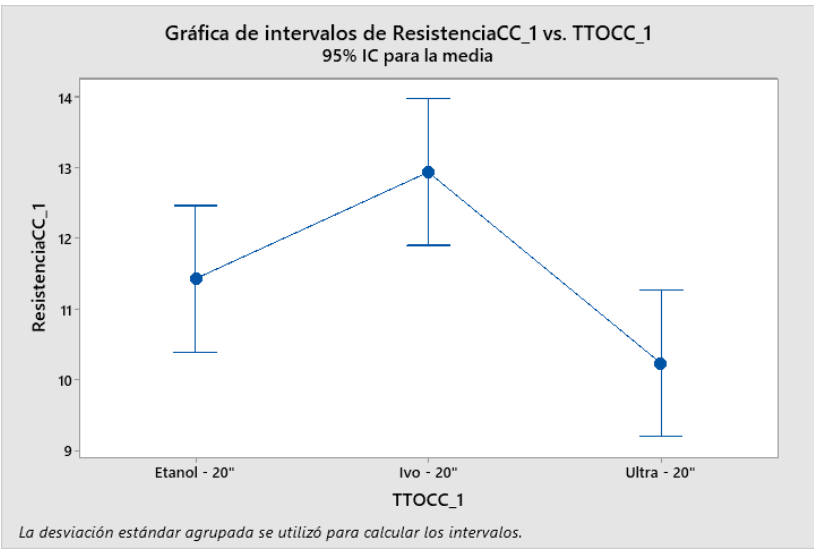 Gráfica de intervalos de ResistenciaCC_1 vs. TTOCC_1
95% IC para la media
14
13
12
11
10
9
ResistenciaCC_1
Etanol - 20" Ivo - 20" Ultra - 20"
TTOCC_1
La desviación estándar agrupada se utilizó para calcular los intervalos.